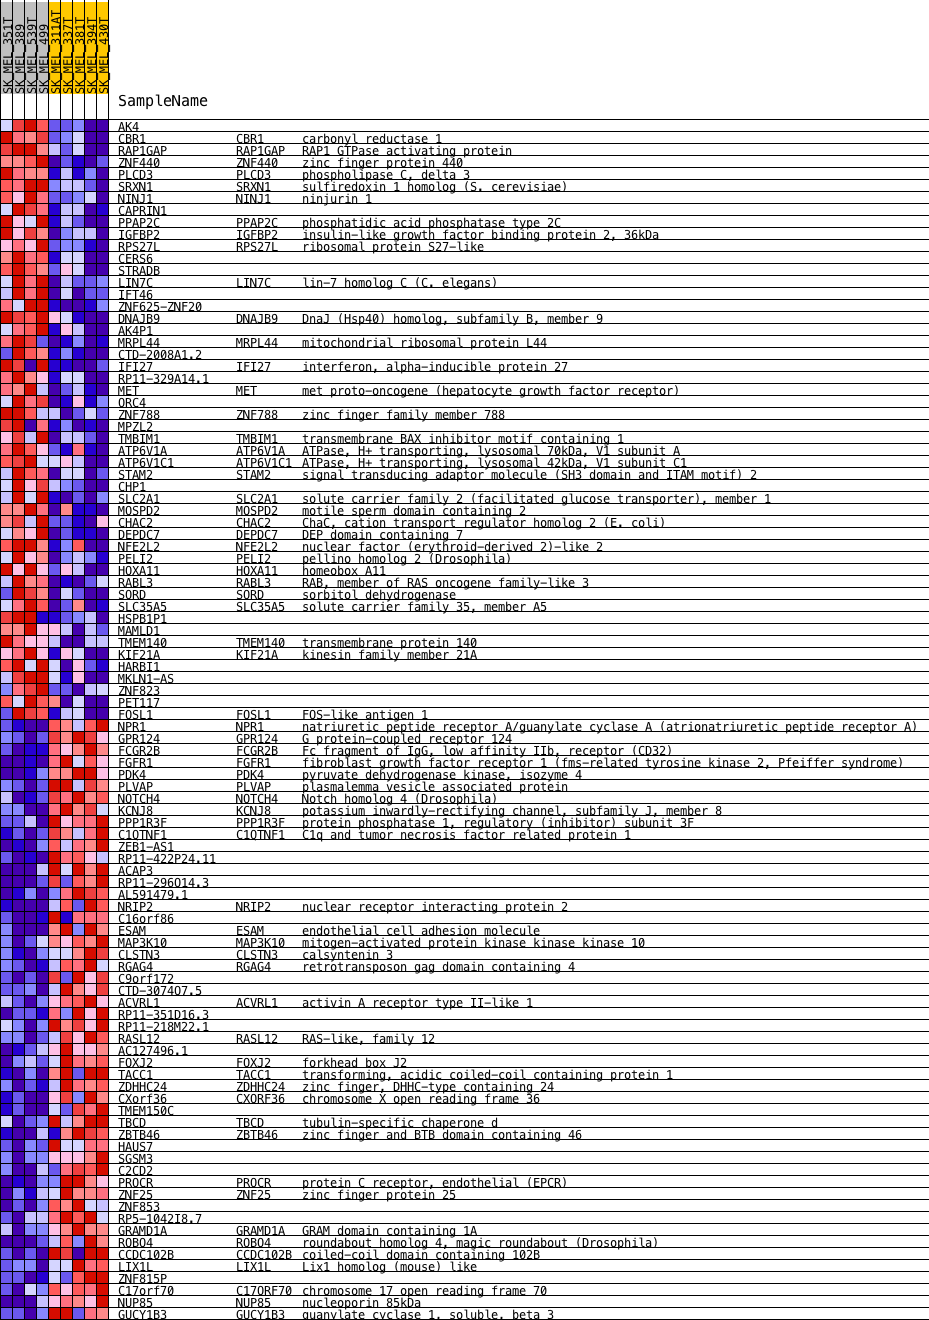 SK_MEL_351T
SK_MEL_389
SK_MEL_539T
SK_MEL_499
SK_MEL_311AT
SK_MEL_337T
SK_MEL_381T
SK_MEL_394T
SK_MEL_430T
SampleName
AK4
CBR1 CBR1 carbonyl reductase 1
RAP1GAP RAP1GAP RAP1 GTPase activating protein
ZNF440 ZNF440 zinc finger protein 440
PLCD3 PLCD3 phospholipase C, delta 3
SRXN1 SRXN1 sulfiredoxin 1 homolog (S. cerevisiae)
NINJ1 NINJ1 ninjurin 1
CAPRIN1
PPAP2C PPAP2C phosphatidic acid phosphatase type 2C
IGFBP2 IGFBP2 insulin-like growth factor binding protein 2, 36kDa
RPS27L RPS27L ribosomal protein S27-like
CERS6
STRADB
LIN7C LIN7C lin-7 homolog C (C. elegans)
IFT46
ZNF625-ZNF20
DNAJB9 DNAJB9 DnaJ (Hsp40) homolog, subfamily B, member 9
AK4P1
MRPL44 MRPL44 mitochondrial ribosomal protein L44
CTD-2008A1.2
IFI27 IFI27 interferon, alpha-inducible protein 27
RP11-329A14.1
MET MET met proto-oncogene (hepatocyte growth factor receptor)
ORC4
ZNF788 ZNF788 zinc finger family member 788
MPZL2
TMBIM1 TMBIM1 transmembrane BAX inhibitor motif containing 1
ATP6V1A ATP6V1A ATPase, H+ transporting, lysosomal 70kDa, V1 subunit A
ATP6V1C1 ATP6V1C1 ATPase, H+ transporting, lysosomal 42kDa, V1 subunit C1
STAM2 STAM2 signal transducing adaptor molecule (SH3 domain and ITAM motif) 2
CHP1
SLC2A1 SLC2A1 solute carrier family 2 (facilitated glucose transporter), member 1
MOSPD2 MOSPD2 motile sperm domain containing 2
CHAC2 CHAC2 ChaC, cation transport regulator homolog 2 (E. coli)
DEPDC7 DEPDC7 DEP domain containing 7
NFE2L2 NFE2L2 nuclear factor (erythroid-derived 2)-like 2
PELI2 PELI2 pellino homolog 2 (Drosophila)
HOXA11 HOXA11 homeobox A11
RABL3 RABL3 RAB, member of RAS oncogene family-like 3
SORD SORD sorbitol dehydrogenase
SLC35A5 SLC35A5 solute carrier family 35, member A5
HSPB1P1
MAMLD1
TMEM140 TMEM140 transmembrane protein 140
KIF21A KIF21A kinesin family member 21A
HARBI1
MKLN1-AS
ZNF823
PET117
FOSL1 FOSL1 FOS-like antigen 1
NPR1 NPR1 natriuretic peptide receptor A/guanylate cyclase A (atrionatriuretic peptide receptor A)
GPR124 GPR124 G protein-coupled receptor 124
FCGR2B FCGR2B Fc fragment of IgG, low affinity IIb, receptor (CD32)
FGFR1 FGFR1 fibroblast growth factor receptor 1 (fms-related tyrosine kinase 2, Pfeiffer syndrome)
PDK4 PDK4 pyruvate dehydrogenase kinase, isozyme 4
PLVAP PLVAP plasmalemma vesicle associated protein
NOTCH4 NOTCH4 Notch homolog 4 (Drosophila)
KCNJ8 KCNJ8 potassium inwardly-rectifying channel, subfamily J, member 8
PPP1R3F PPP1R3F protein phosphatase 1, regulatory (inhibitor) subunit 3F
C1QTNF1 C1QTNF1 C1q and tumor necrosis factor related protein 1
ZEB1-AS1
RP11-422P24.11
ACAP3
RP11-296O14.3
AL591479.1
NRIP2 NRIP2 nuclear receptor interacting protein 2
C16orf86
ESAM ESAM endothelial cell adhesion molecule
MAP3K10 MAP3K10 mitogen-activated protein kinase kinase kinase 10
CLSTN3 CLSTN3 calsyntenin 3
RGAG4 RGAG4 retrotransposon gag domain containing 4
C9orf172
CTD-3074O7.5
ACVRL1 ACVRL1 activin A receptor type II-like 1
RP11-351D16.3
RP11-218M22.1
RASL12 RASL12 RAS-like, family 12
AC127496.1
FOXJ2 FOXJ2 forkhead box J2
TACC1 TACC1 transforming, acidic coiled-coil containing protein 1
ZDHHC24 ZDHHC24 zinc finger, DHHC-type containing 24
CXorf36 CXORF36 chromosome X open reading frame 36
TMEM150C
TBCD TBCD tubulin-specific chaperone d
ZBTB46 ZBTB46 zinc finger and BTB domain containing 46
HAUS7
SGSM3
C2CD2
PROCR PROCR protein C receptor, endothelial (EPCR)
ZNF25 ZNF25 zinc finger protein 25
ZNF853
RP5-1042I8.7
GRAMD1A GRAMD1A GRAM domain containing 1A
ROBO4 ROBO4 roundabout homolog 4, magic roundabout (Drosophila)
CCDC102B CCDC102B coiled-coil domain containing 102B
LIX1L LIX1L Lix1 homolog (mouse) like
ZNF815P
C17orf70 C17ORF70 chromosome 17 open reading frame 70
NUP85 NUP85 nucleoporin 85kDa
GUCY1B3 GUCY1B3 guanylate cyclase 1, soluble, beta 3